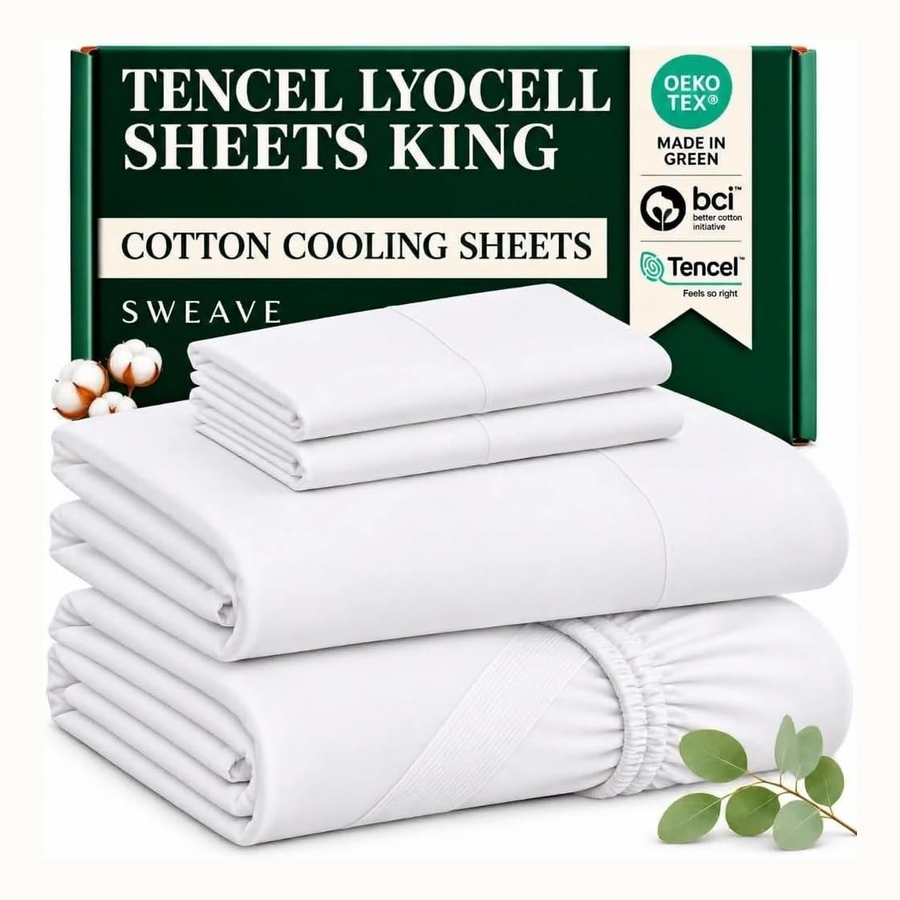 TENCEL LYOCELL
SHEETS KING
COTTON COOLING SHEETS
SWEAVE
OEKO
TEX®
MADE IN
GREEN
bci™
better cotton
initiative
Tencel™
Feels so right